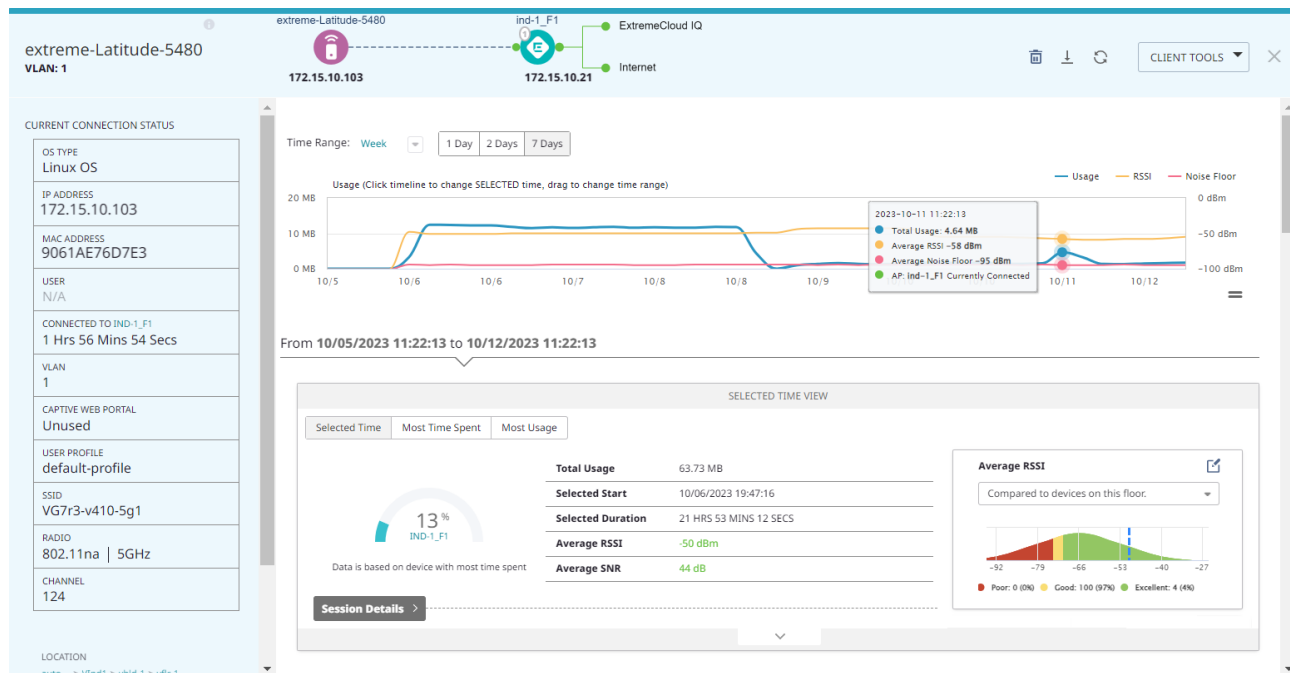 extreme-Latitude-5480
VLAN: 1
extreme-Latitude-5480
172.15.10.103
ind-1_F1
1
172.15.10.21
ExtremeCloud IQ
Internet
CLIENT TOOLS
CURRENT CONNECTION STATUS
OS TYPE
Linux OS
IP ADDRESS
172.15.10.103
MAC ADDRESS
9061AE76D7E3
USER
N/A
CONNECTED TO IND-1_F1
1 Hrs 56 Mins 54 Secs
VLAN
1
CAPTIVE WEB PORTAL
Unused
USER PROFILE
default-profile
SSID
VG7r3-v410-5g1
RADIO
802.11na | 5GHz
CHANNEL
124
LOCATION
Time Range: Week 1 Day 2 Days 7 Days
Usage (Click timeline to change SELECTED time, drag to change time range)
Usage RSSI Noise Floor
20 MB
10 MB
0 MB
0 dBm
-50 dBm
-100 dBm
10/5 10/6 10/6 10/7 10/8 10/8 10/9 10/11 10/12
2023-10-11 11:22:13
Total Usage: 4.64 MB
Average RSSI -58 dBm
Average Noise Floor -95 dBm
AP: ind-1_F1 Currently Connected
From 10/05/2023 11:22:13 to 10/12/2023 11:22:13
SELECTED TIME VIEW
Selected Time Most Time Spent Most Usage
13 %
IND-1_F1
Data is based on device with most time spent
Total Usage 63.73 MB
Selected Start 10/06/2023 19:47:16
Selected Duration 21 HRS 53 MINS 12 SECS
Average RSSI -50 dBm
Average SNR 44 dB
Session Details >
Average RSSI
Compared to devices on this floor.
-92 -79 -66 -53 -40 -27
Poor: 0 (0%) Good: 100 (97%) Excellent: 4 (4%)